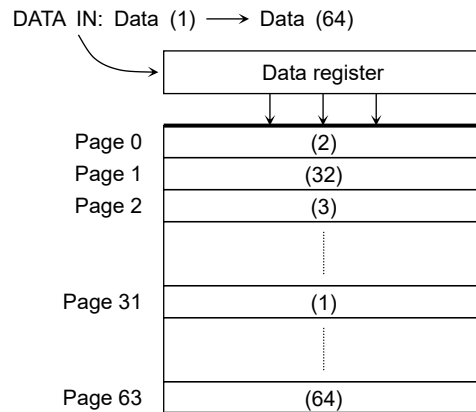 DATA IN: Data (1) ⟶ Data (64)
Data register
Page 0 (2)
Page 1 (32)
Page 2 (3)
Page 31 (1)
Page 63 (64)